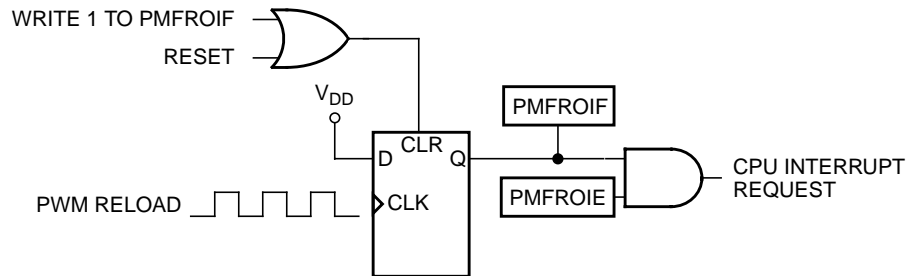 WRITE 1 TO PMFROIF
RESET
VDD
PMFROIF
D
CLR
Q
CPU INTERRUPT
REQUEST
PWM RELOAD
CLK
PMFROIE